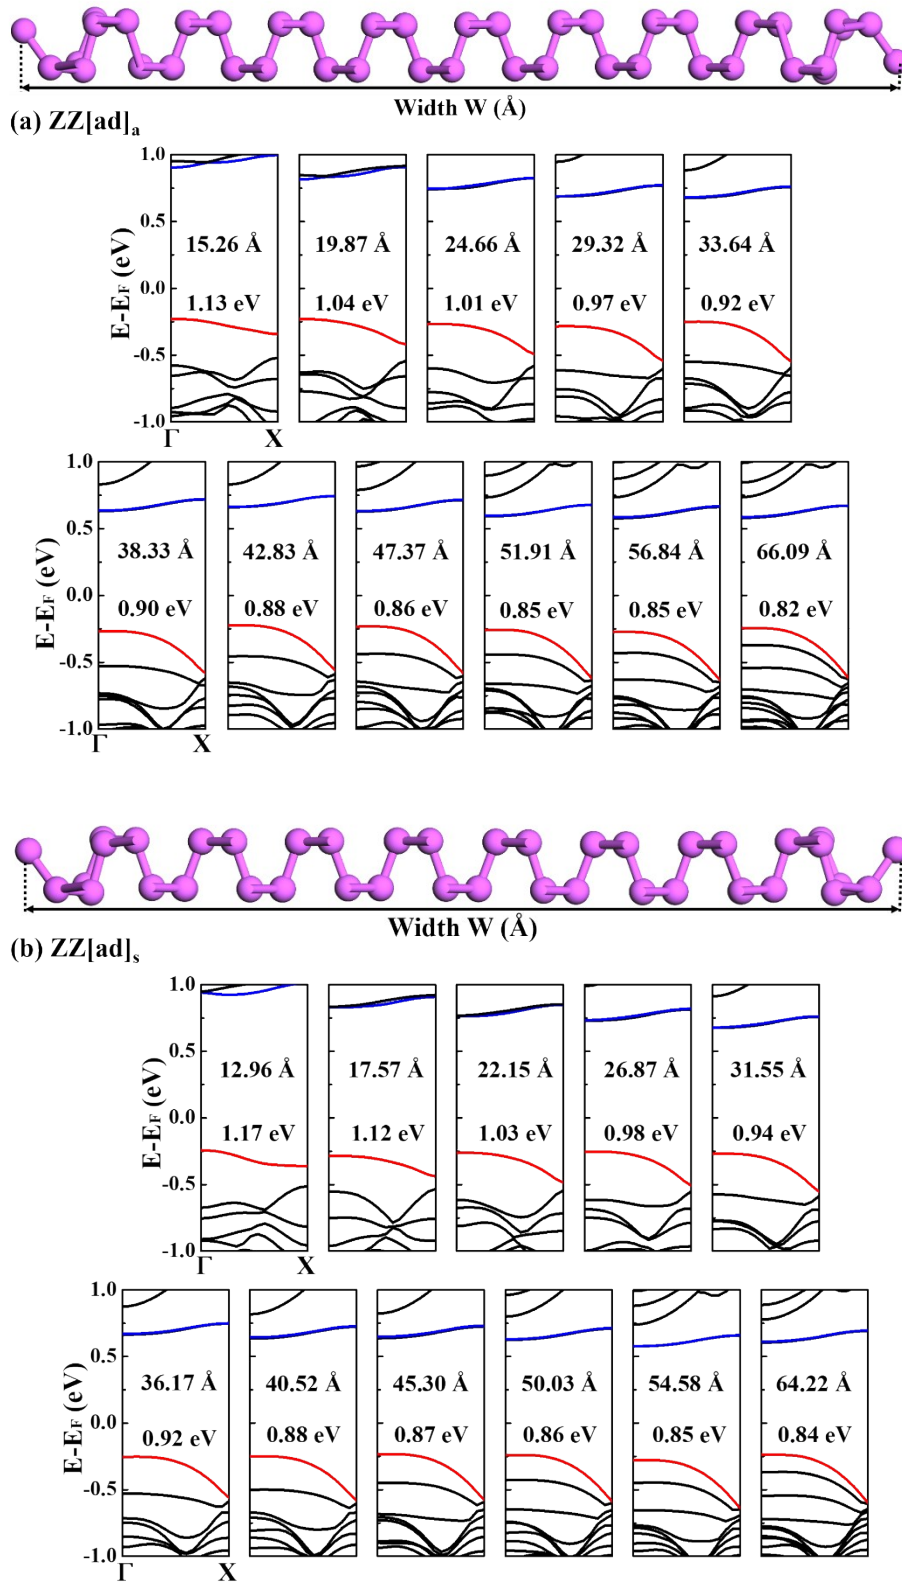 Width W (Å)
(a) ZZ[ad]a
1.0
0.5
0.0
-0.5
-1.0
E-EF (eV)
15.26 Å
19.87 Å
24.66 Å
29.32 Å
33.64 Å
1.13 eV
1.04 eV
1.01 eV
0.97 eV
0.92 eV
Γ
X
1.0
0.5
0.0
-0.5
-1.0
E-EF (eV)
38.33 Å
42.83 Å
47.37 Å
51.91 Å
56.84 Å
66.09 Å
0.90 eV
0.88 eV
0.86 eV
0.85 eV
0.85 eV
0.82 eV
Γ
X
Width W (Å)
(b) ZZ[ad]s
1.0
0.5
0.0
-0.5
-1.0
E-EF (eV)
12.96 Å
17.57 Å
22.15 Å
26.87 Å
31.55 Å
1.17 eV
1.12 eV
1.03 eV
0.98 eV
0.94 eV
Γ
X
1.0
0.5
0.0
-0.5
-1.0
E-EF (eV)
36.17 Å
40.52 Å
45.30 Å
50.03 Å
54.58 Å
64.22 Å
0.92 eV
0.88 eV
0.87 eV
0.86 eV
0.85 eV
0.84 eV
Γ
X